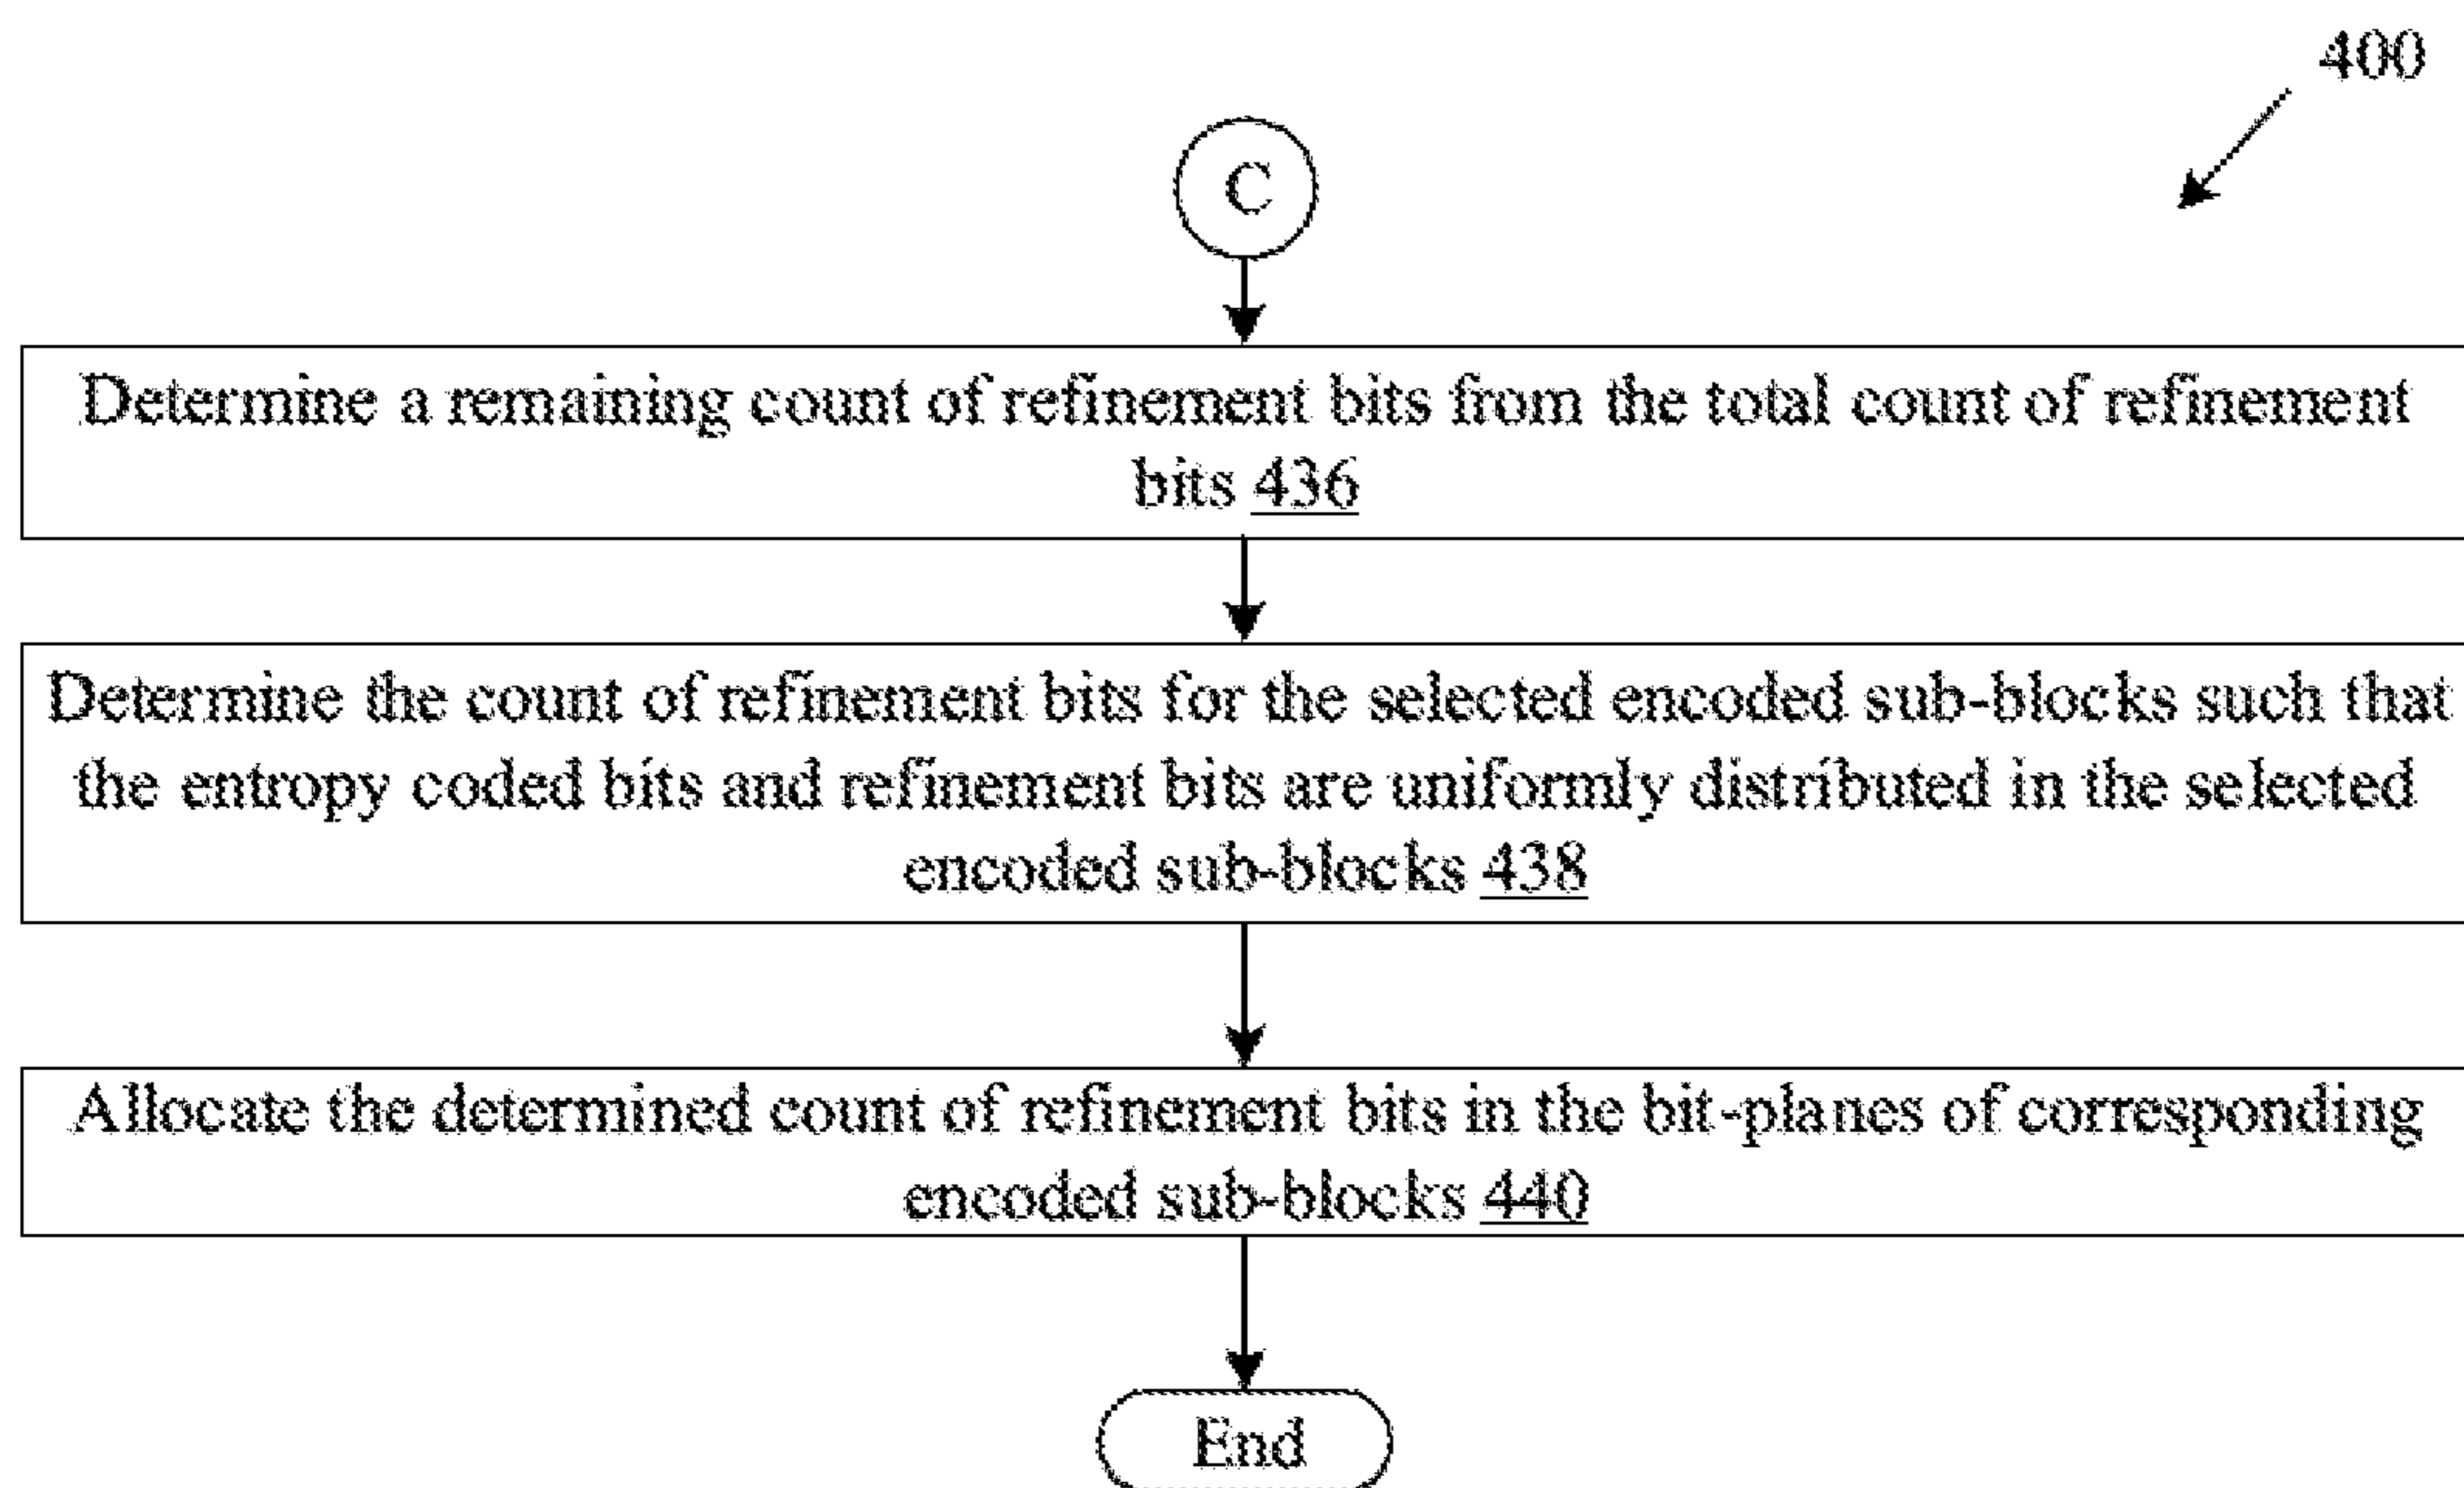 400
C
Determine a remaining count of refinement bits from the total count of refinement
bits 436
Determine the count of refinement bits for the selected encoded sub-blocks such that
the entropy coded bits and refinement bits are uniformly distributed in the selected
encoded sub-blocks 438
Allocate the determined count of refinement bits in the bit-planes of corresponding
encoded sub-blocks 440
End